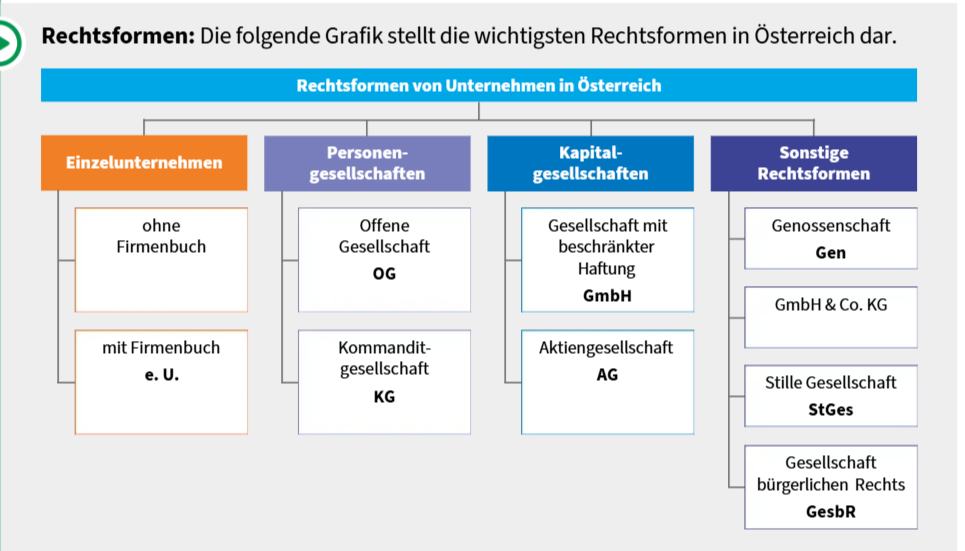 Rechtsformen: Die folgende Grafik stellt die wichtigsten Rechtsformen in Österreich dar.
Rechtsformen von Unternehmen in Österreich
Einzelunternehmen
ohne
Firmenbuch
mit Firmenbuch
e. U.
Personen-
gesellschaften
Offene
Gesellschaft
OG
Kommandit-
gesellschaft
KG
Kapital-
gesellschaften
Gesellschaft mit
beschränkter
Haftung
GmbH
Aktiengesellschaft
AG
Sonstige
Rechtsformen
Genossenschaft
Gen
GmbH & Co. KG
Stille Gesellschaft
StGes
Gesellschaft
bürgerlichen Rechts
GesbR